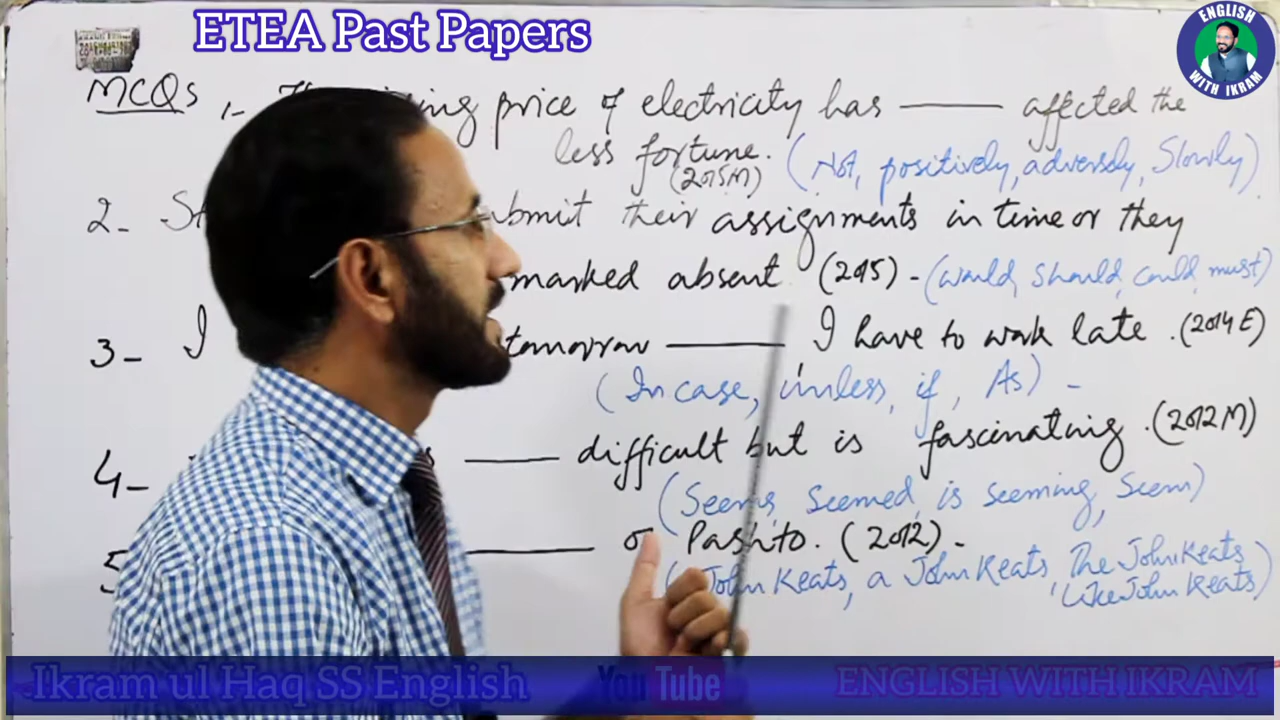 ETEA Past Papers
ENGLISH
WITH IKRAM
MCQs 1- price of electricity has ——— affected the
less fortune. (Not, positively, adversely, Slowly)
(2015M)
2- their assignments in time or they
marked absent. (2015) - (would, should, could, must)
3- I tomorrow ——— I have to work late. (2014E)
(In case, unless, if, As) -
4- ——— difficult but is fascinating. (2012M)
(Seems, Seemed, is seeming, Seem)
5 ——— of Pashto. (2012) -
(John Keats, a John Keats, The John Keats,
Like John Keats)
Ikram ul Haq SS English YouTube ENGLISH WITH IKRAM